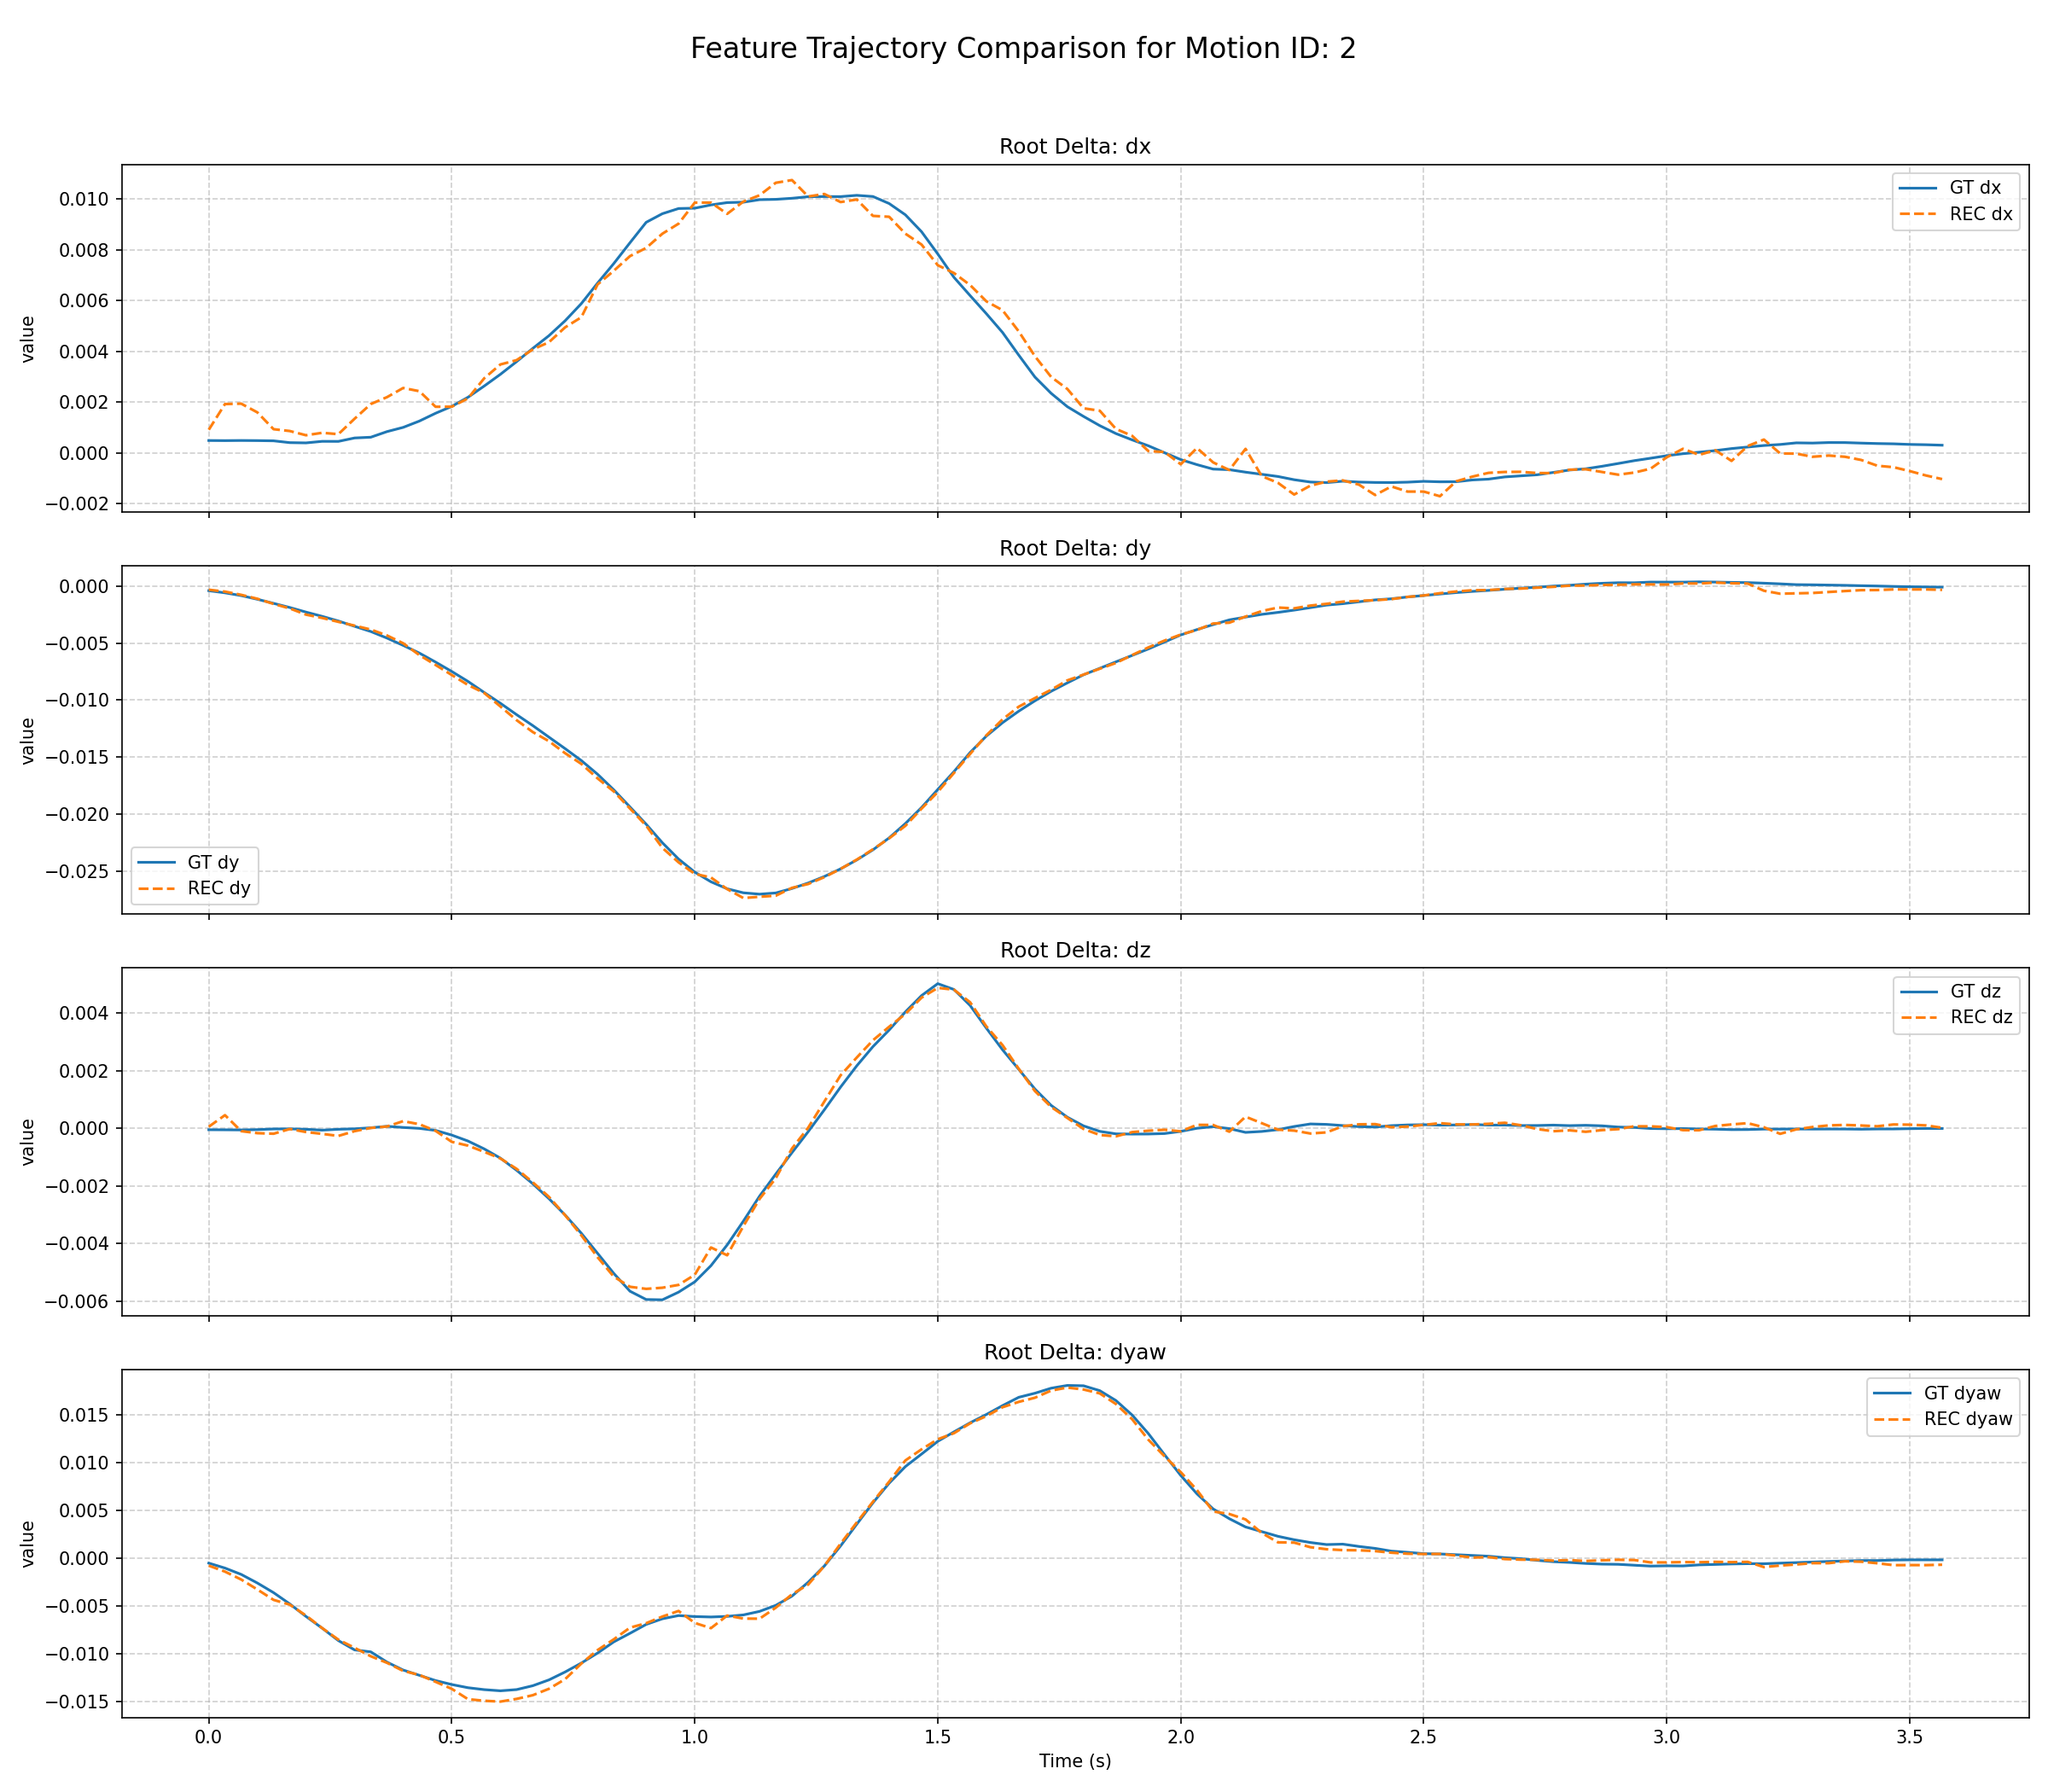 Feature Trajectory Comparison for Motion ID: 2
Root Delta: dx
value
0.010
0.008
0.006
0.004
0.002
0.000
−0.002
GT dx
REC dx
Root Delta: dy
value
0.000
−0.005
−0.010
−0.015
−0.020
−0.025
GT dy
REC dy
Root Delta: dz
value
0.004
0.002
0.000
−0.002
−0.004
−0.006
GT dz
REC dz
Root Delta: dyaw
value
0.015
0.010
0.005
0.000
−0.005
−0.010
−0.015
GT dyaw
REC dyaw
0.0 0.5 1.0 1.5 2.0 2.5 3.0 3.5
Time (s)